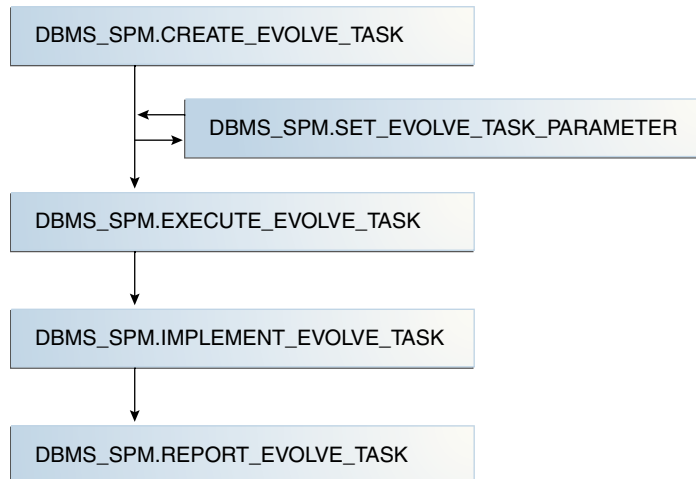 DBMS_SPM.CREATE_EVOLVE_TASK
DBMS_SPM.SET_EVOLVE_TASK_PARAMETER
DBMS_SPM.EXECUTE_EVOLVE_TASK
DBMS_SPM.IMPLEMENT_EVOLVE_TASK
DBMS_SPM.REPORT_EVOLVE_TASK